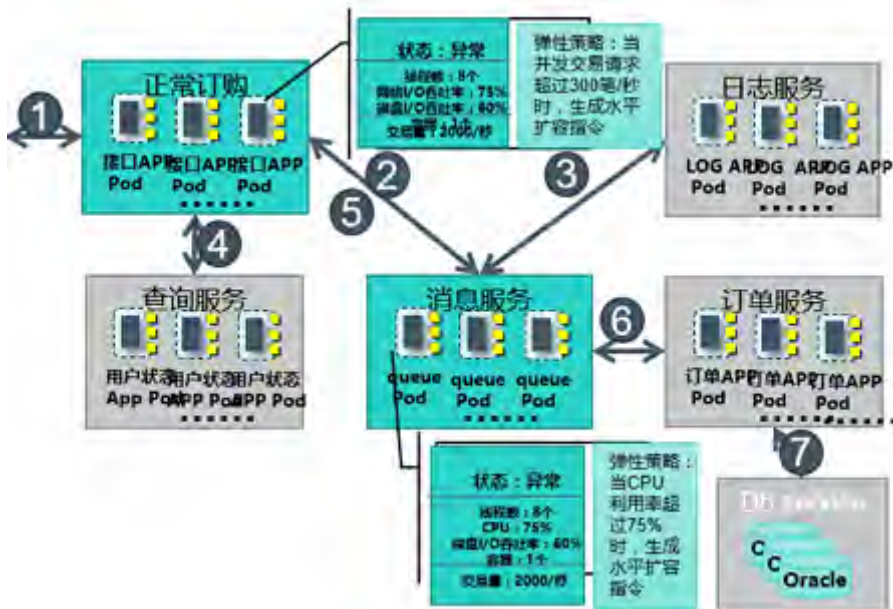 正常订购
1
接口APP 接口APP 接口APP
Pod Pod Pod
······
状态：异常
线程数：8个
网络I/O吞吐率：75%
磁盘I/O吞吐率：60%
容器：1个
交易量：2000/秒
弹性策略：当
并发交易请求
超过300笔/秒
时，生成水平
扩容指令
日志服务
LOG APP LOG APP LOG APP
Pod Pod Pod
······
2
3
5
4
查询服务
用户状态 用户状态 用户状态
App Pod APP Pod APP Pod
······
消息服务
queue queue queue
Pod Pod Pod
······
6
订单服务
订单APP 订单APP 订单APP
Pod Pod Pod
······
7
状态：异常
线程数：8个
CPU：75%
磁盘I/O吞吐率：60%
容器：1个
交易量：2000/秒
弹性策略：
当CPU
利用率超
过75%
时，生成
水平扩容
指令
Db
C
C
Oracle